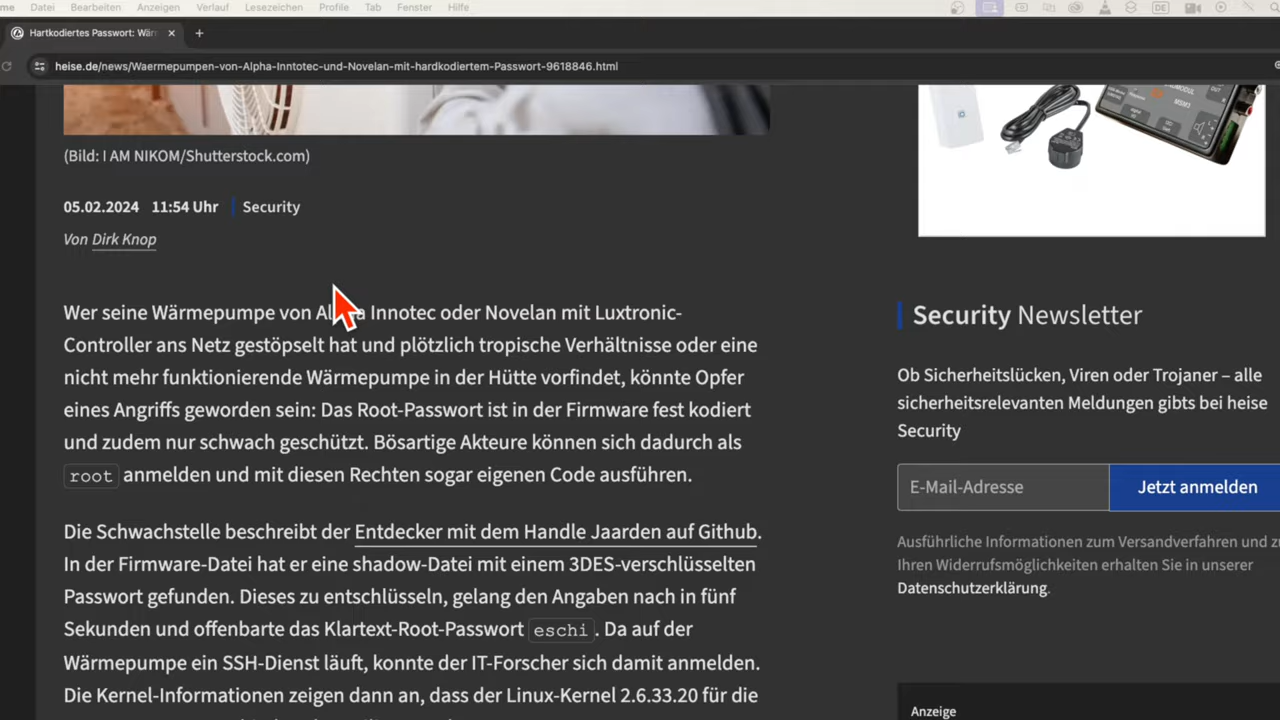 me Datei Bearbeiten Anzeigen Verlauf Lesezeichen Profile Tab Fenster Hilfe
DE
Hartkodiertes Passwort: Wär
heise.de/news/Waermepumpen-von-Alpha-Inntotec-und-Novelan-mit-hardkodiertem-Passwort-9618846.html
(Bild: I AM NIKOM/Shutterstock.com)
05.02.2024 11:54 Uhr Security
Von Dirk Knop
Wer seine Wärmepumpe von Alpha Innotec oder Novelan mit Luxtronic-
Controller ans Netz gestöpselt hat und plötzlich tropische Verhältnisse oder eine
nicht mehr funktionierende Wärmepumpe in der Hütte vorfindet, könnte Opfer
eines Angriffs geworden sein: Das Root-Passwort ist in der Firmware fest kodiert
und zudem nur schwach geschützt. Bösartige Akteure können sich dadurch als
root anmelden und mit diesen Rechten sogar eigenen Code ausführen.
Die Schwachstelle beschreibt der Entdecker mit dem Handle Jaarden auf Github.
In der Firmware-Datei hat er eine shadow-Datei mit einem 3DES-verschlüsselten
Passwort gefunden. Dieses zu entschlüsseln, gelang den Angaben nach in fünf
Sekunden und offenbarte das Klartext-Root-Passwort eschi. Da auf der
Wärmepumpe ein SSH-Dienst läuft, konnte der IT-Forscher sich damit anmelden.
Die Kernel-Informationen zeigen dann an, dass der Linux-Kernel 2.6.33.20 für die
Security Newsletter
Ob Sicherheitslücken, Viren oder Trojaner – alle
sicherheitsrelevanten Meldungen gibts bei heise
Security
E-Mail-Adresse
Jetzt anmelden
Ausführliche Informationen zum Versandverfahren und zu
Ihren Widerrufsmöglichkeiten erhalten Sie in unserer
Datenschutzerklärung.
Anzeige